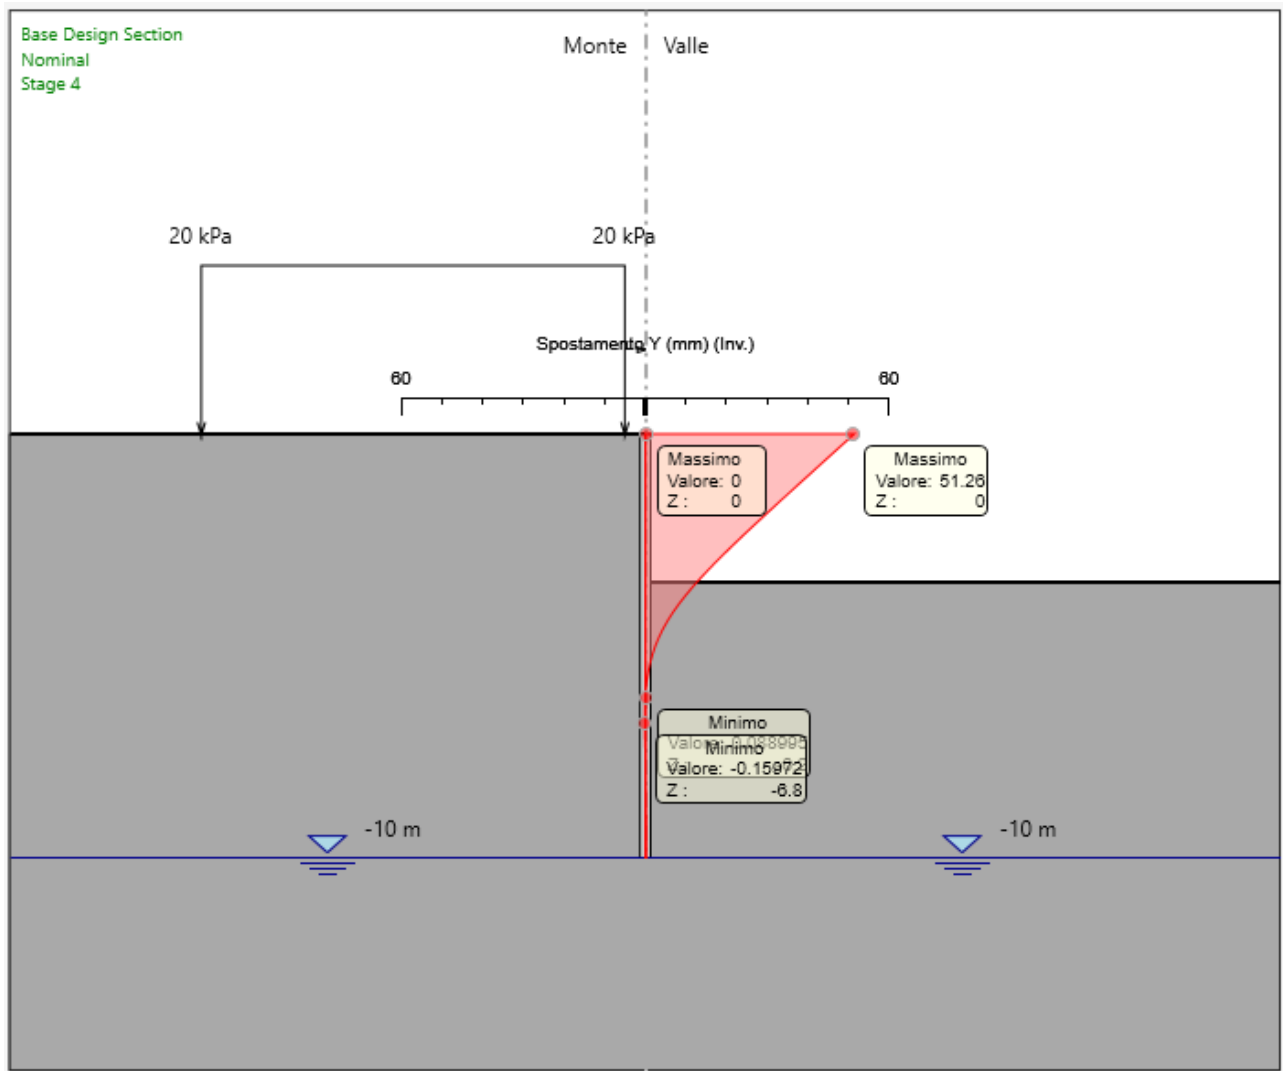 Base Design Section
Nominal
Stage 4
Monte
Valle
20 kPa
20 kPa
Spostamento Y (mm) (Inv.)
60
60
Massimo
Valore: 0
Z : 0
Massimo
Valore: 51.26
Z : 0
Minimo
Valore:
Minimo
Valore: -0.15972
Z : -6.8
-10 m
-10 m